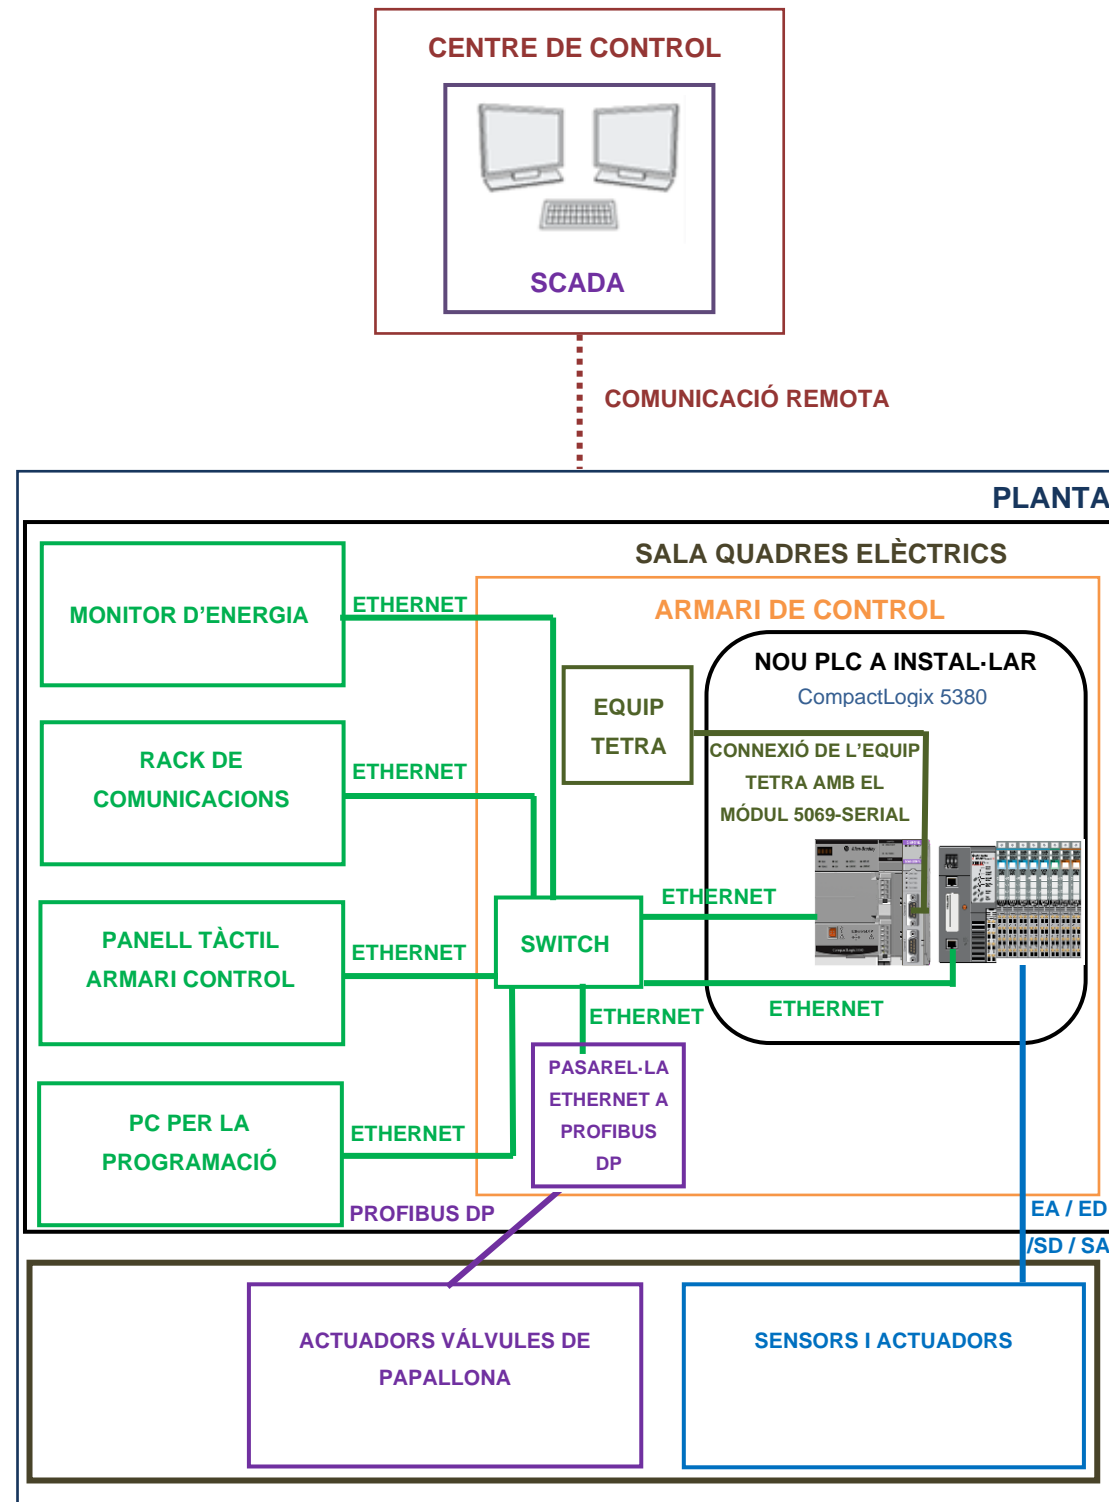 CENTRE DE CONTROL
SCADA
COMUNICACIÓ REMOTA
PLANTA
SALA QUADRES ELÈCTRICS
MONITOR D'ENERGIA
ETHERNET
ARMARI DE CONTROL
NOU PLC A INSTAL·LAR
CompactLogix 5380
EQUIP
TETRA
CONNEXIÓ DE L'EQUIP
TETRA AMB EL
MÓDUL 5069-SERIAL
RACK DE
COMUNICACIONS
ETHERNET
ETHERNET
PANELL TÀCTIL
ARMARI CONTROL
ETHERNET
SWITCH
ETHERNET
ETHERNET
PASAREL·LA
ETHERNET A
PROFIBUS
DP
PC PER LA
PROGRAMACIÓ
ETHERNET
PROFIBUS DP
EA / ED
/SD / SA
ACTUADORS VÁLVULES DE
PAPALLONA
SENSORS I ACTUADORS